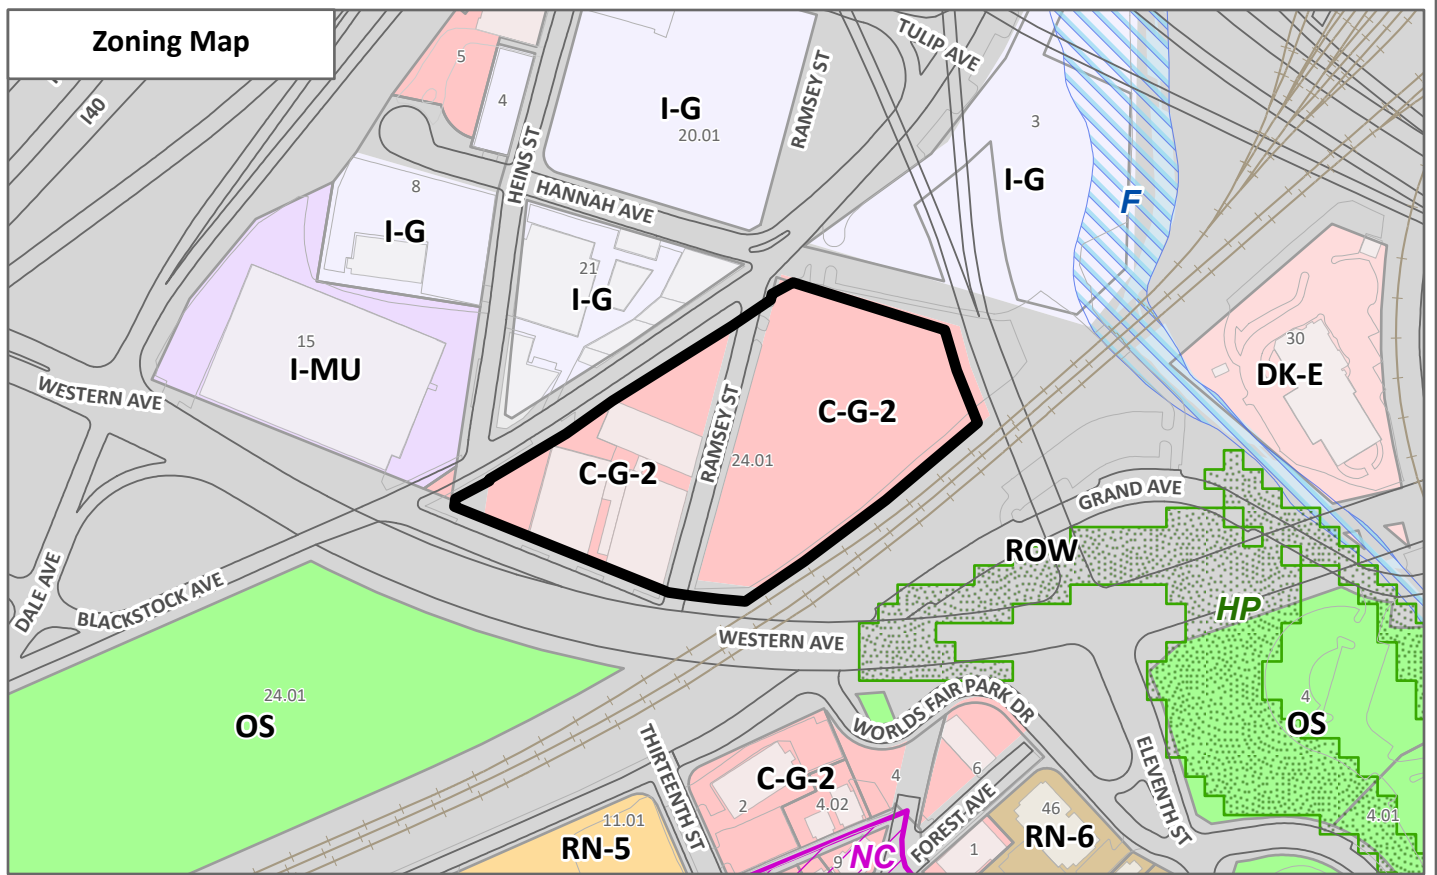 Zoning Map
I40
5
4
I-G
20.01
RAMSEY ST
TULIP AVE
3
I-G
F
HEINS ST
HANNAH AVE
8
I-G
21
I-G
15
I-MU
WESTERN AVE
30
DK-E
C-G-2
RAMSEY ST
24.01
C-G-2
GRAND AVE
ROW
HP
DALE AVE
BLACKSTOCK AVE
WESTERN AVE
24.01
OS
4
OS
WORLDS FAIR PARK DR
THIRTEENTH ST
ELEVENTH ST
C-G-2
2
4.02
4
6
FOREST AVE
46
RN-6
4.01
11.01
RN-5
9
NC
1